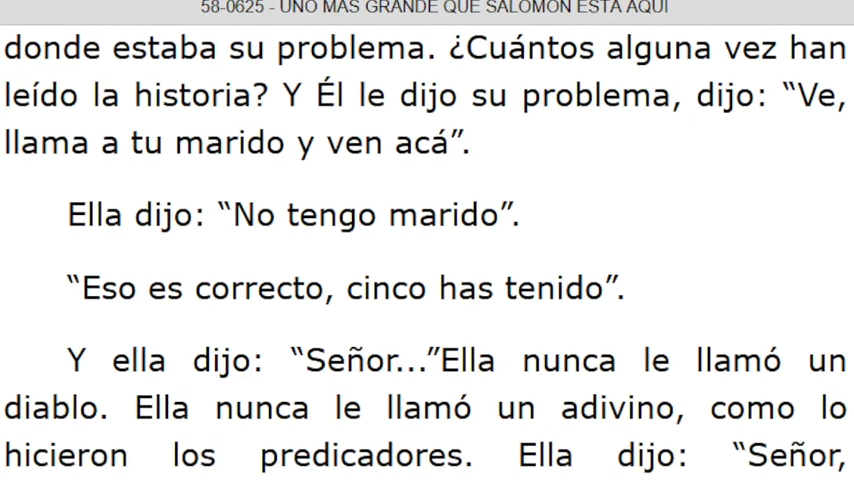 58-0625 - UNO MAS GRANDE QUE SALOMON ESTA AQUI
donde estaba su problema. ¿Cuántos alguna vez han
leído la historia? Y Él le dijo su problema, dijo: “Ve,
llama a tu marido y ven acá”.
Ella dijo: “No tengo marido”.
“Eso es correcto, cinco has tenido”.
Y ella dijo: “Señor...”Ella nunca le llamó un
diablo. Ella nunca le llamó un adivino, como lo
hicieron los predicadores. Ella dijo: “Señor,